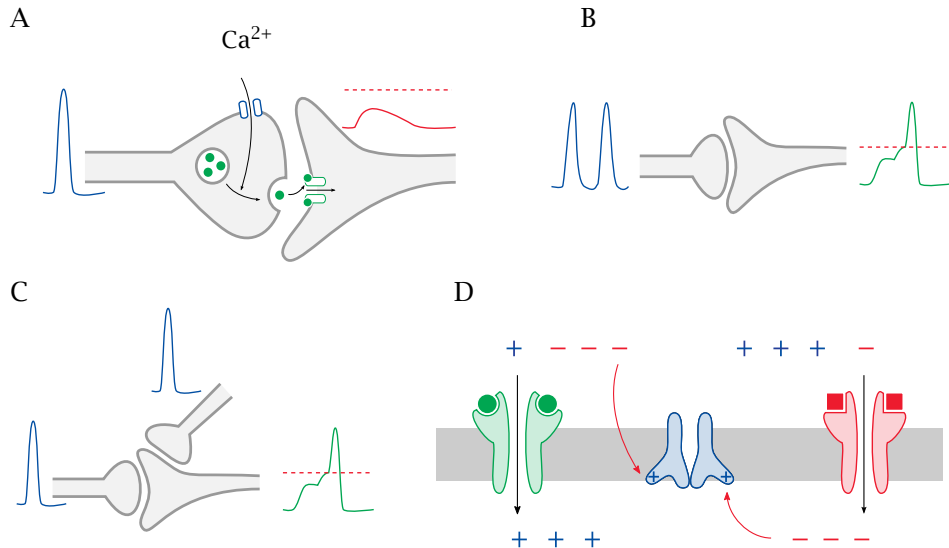 A
Ca²⁺
B
C
D
+ − − −
+ + + −
+ +
+ + +
− − −